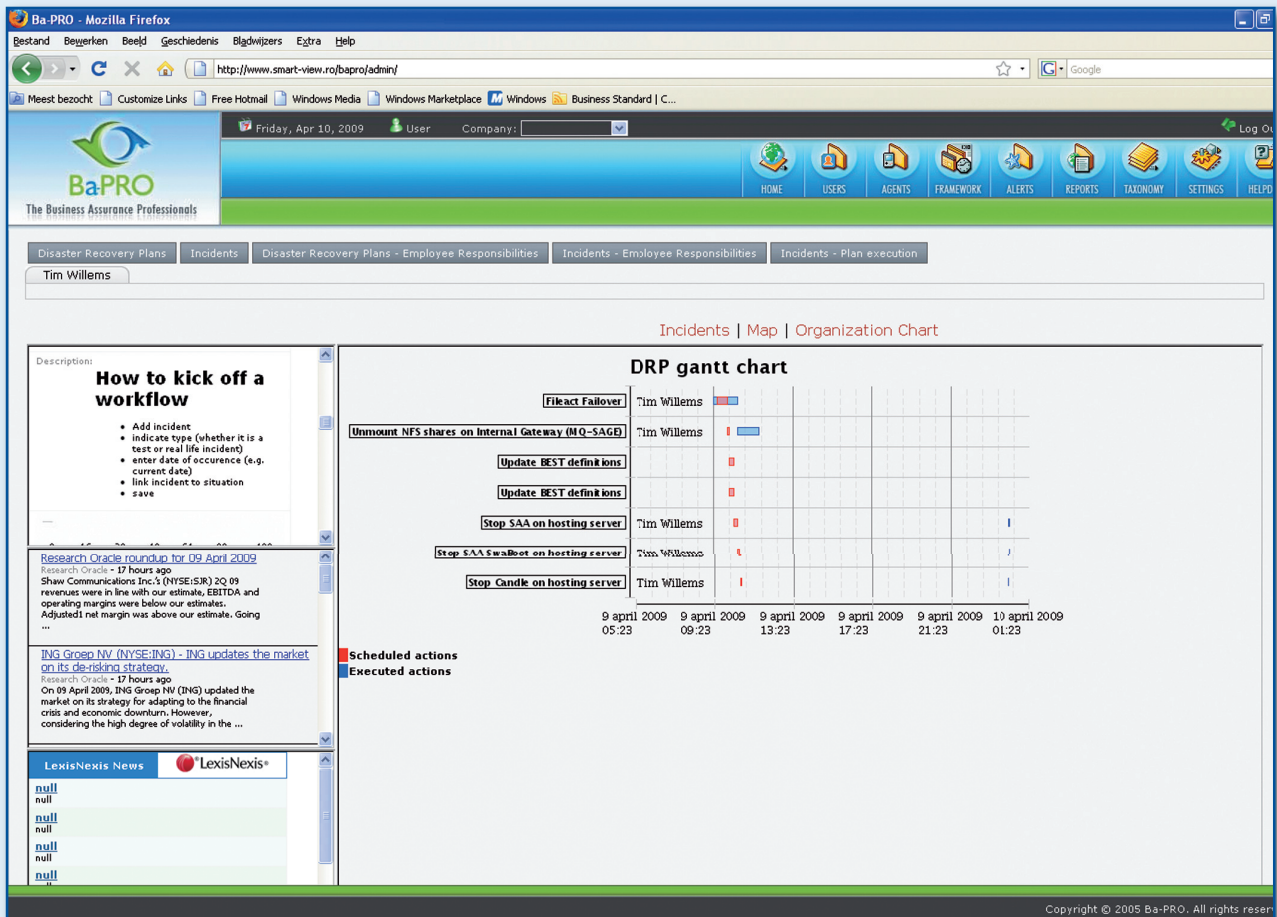 Ba-PRO - Mozilla Firefox
Bestand Bewerken Beeld Geschiedenis Bladwijzers Extra Help
http://www.smart-view.ro/bapro/admin/
Google
Meest bezocht Customize Links Free Hotmail Windows Media Windows Marketplace Windows Business Standard | C...
Friday, Apr 10, 2009 User Company:
Log Ou
BaPRO
The Business Assurance Professionals
HOME USERS AGENTS FRAMEWORK ALERTS REPORTS TAXONOMY SETTINGS HELPD
Disaster Recovery Plans Incidents Disaster Recovery Plans - Employee Responsibilities Incidents - Employee Responsibilities Incidents - Plan execution
Tim Willems
Incidents | Map | Organization Chart
Description:
How to kick off a
workflow
• Add incident
• indicate type (whether it is a
test or real life incident)
• enter date of occurence (e.g.
current date)
• link incident to situation
• save
Research Oracle roundup for 09 April 2009
Research Oracle - 17 hours ago
Shaw Communications Inc.'s (NYSE:SJR) 2Q 09
revenues were in line with our estimate, EBITDA and
operating margins were below our estimates.
Adjusted1 net margin was above our estimate. Going
...
ING Groep NV (NYSE:ING) - ING updates the market
on its de-risking strategy.
Research Oracle - 17 hours ago
On 09 April 2009, ING Groep NV (ING) updated the
market on its strategy for adapting to the financial
crisis and economic downturn. However,
considering the high degree of volatility in the ...
LexisNexis News LexisNexis®
null
null
null
null
null
null
null
DRP gantt chart
Fileact Failover Tim Willems
Unmount NFS shares on Internal Gateway (MQ-SAGE) Tim Willems
Update BEST definitions
Update BEST definitions
Stop SAA on hosting server Tim Willems
Stop SAA SwaBoot on hosting server Tim Willems
Stop Candle on hosting server Tim Willems
9 april 2009 9 april 2009 9 april 2009 9 april 2009 9 april 2009 10 april 2009
05:23 09:23 13:23 17:23 21:23 01:23
Scheduled actions
Executed actions
Copyright © 2005 Ba-PRO. All rights reser